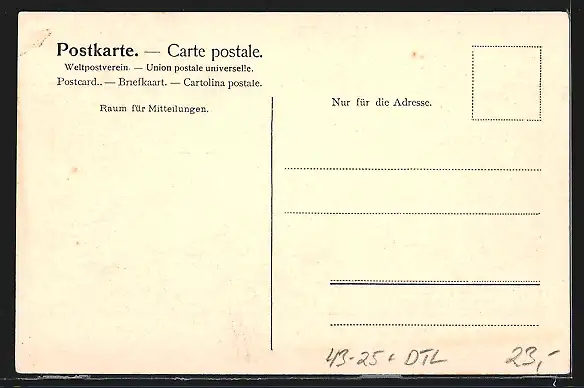 Postkarte. — Carte postale.
Weltpostverein. — Union postale universelle.
Postcard.. — Briefkaart. — Cartolina postale.
Raum für Mitteilungen.
Nur für die Adresse.
43-25 DTL 23,-